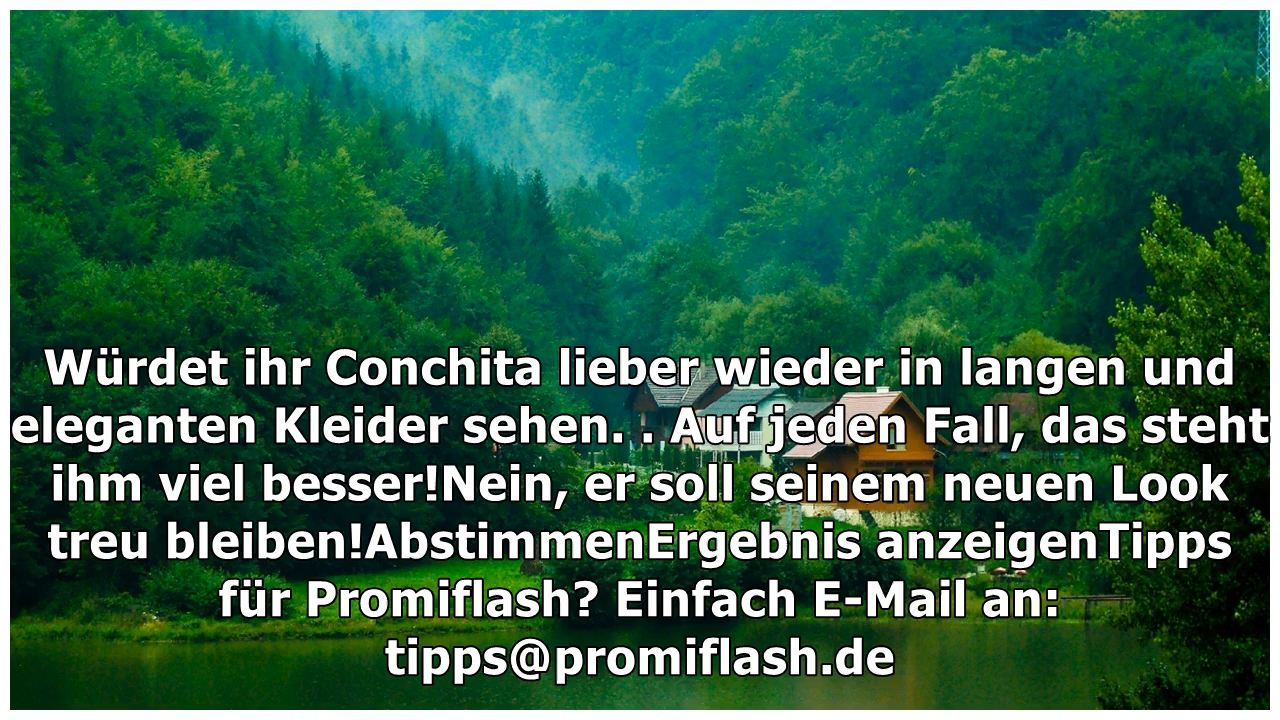 Würdet ihr Conchita lieber wieder in langen und
eleganten Kleider sehen. . Auf jeden Fall, das steht
ihm viel besser!Nein, er soll seinem neuen Look
treu bleiben!AbstimmenErgebnis anzeigenTipps
für Promiflash? Einfach E-Mail an:
tipps@promiflash.de